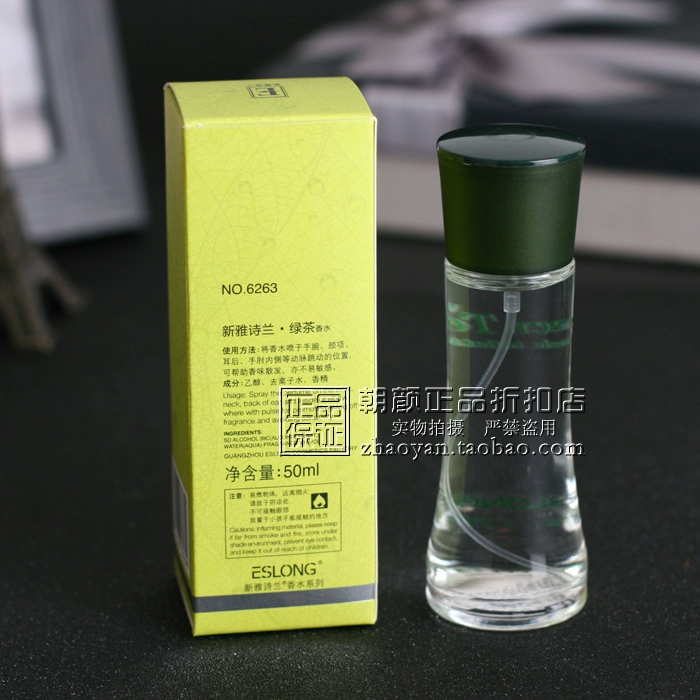 NO.6263
新雅诗兰·绿茶香水
使用方法：将香水喷于手腕、颈项、
耳后、手肘内侧等动脉跳动的位置，
可帮助香味散发，亦不易敏感。
成分：乙醇、去离子水、香精
Usage: Spray the
neck, back of ea
where with pulse
fragrance and av
INGREDIENTS:
SD ALCOHOL
WATER(AQUA)
GUANGZHOU ESLONG COSMETICS FACTORY
净含量：50ml
注意：易燃物体，远离烟火
请放于阴凉处
不可接触眼部
放置于小孩不能接触的地方
Cautions: Inflaming material, please keep
it far from smoke and fire, store under
shade environment, prevent eye contact,
and keep it out of reach of children.
ESLONG®
新雅诗兰®香水系列
正品
保证
朝颜正品折扣店
实物拍摄 严禁盗用
zhaoyan.taobao.com